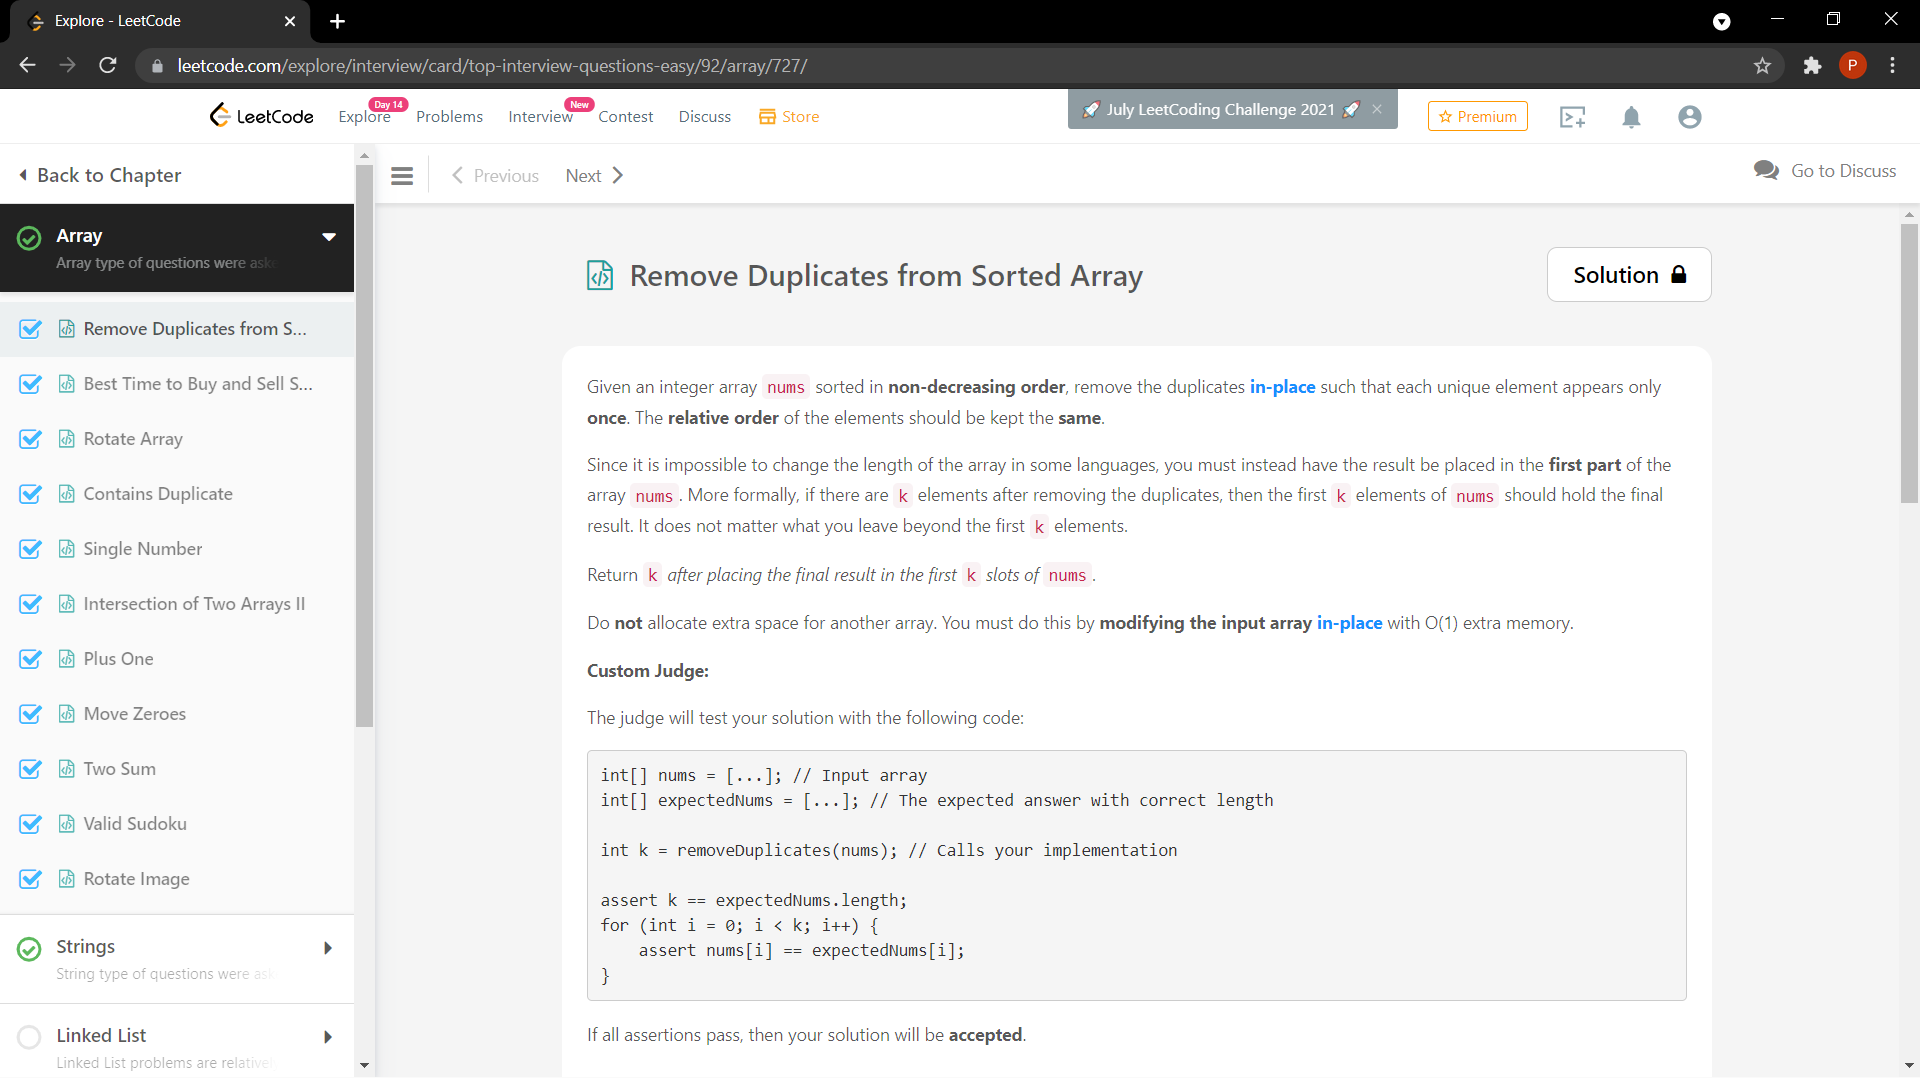 Explore - LeetCode
leetcode.com/explore/interview/card/top-interview-questions-easy/92/array/727/
P
LeetCode
Explore
Day 14
Problems
Interview
New
Contest
Discuss
Store
🚀 July LeetCoding Challenge 2021 🚀
Premium
Back to Chapter
Previous
Next
Go to Discuss
Array
Array type of questions were aske
Remove Duplicates from S...
Best Time to Buy and Sell S...
Rotate Array
Contains Duplicate
Single Number
Intersection of Two Arrays II
Plus One
Move Zeroes
Two Sum
Valid Sudoku
Rotate Image
Strings
String type of questions were ask
Linked List
Linked List problems are relative
Remove Duplicates from Sorted Array
Solution
Given an integer array nums sorted in non-decreasing order, remove the duplicates in-place such that each unique element appears only
once. The relative order of the elements should be kept the same.
Since it is impossible to change the length of the array in some languages, you must instead have the result be placed in the first part of the
array nums. More formally, if there are k elements after removing the duplicates, then the first k elements of nums should hold the final
result. It does not matter what you leave beyond the first k elements.
Return k after placing the final result in the first k slots of nums.
Do not allocate extra space for another array. You must do this by modifying the input array in-place with O(1) extra memory.
Custom Judge:
The judge will test your solution with the following code:
int[] nums = [...]; // Input array
int[] expectedNums = [...]; // The expected answer with correct length
int k = removeDuplicates(nums); // Calls your implementation
assert k == expectedNums.length;
for (int i = 0; i < k; i++) {
    assert nums[i] == expectedNums[i];
}
If all assertions pass, then your solution will be accepted.